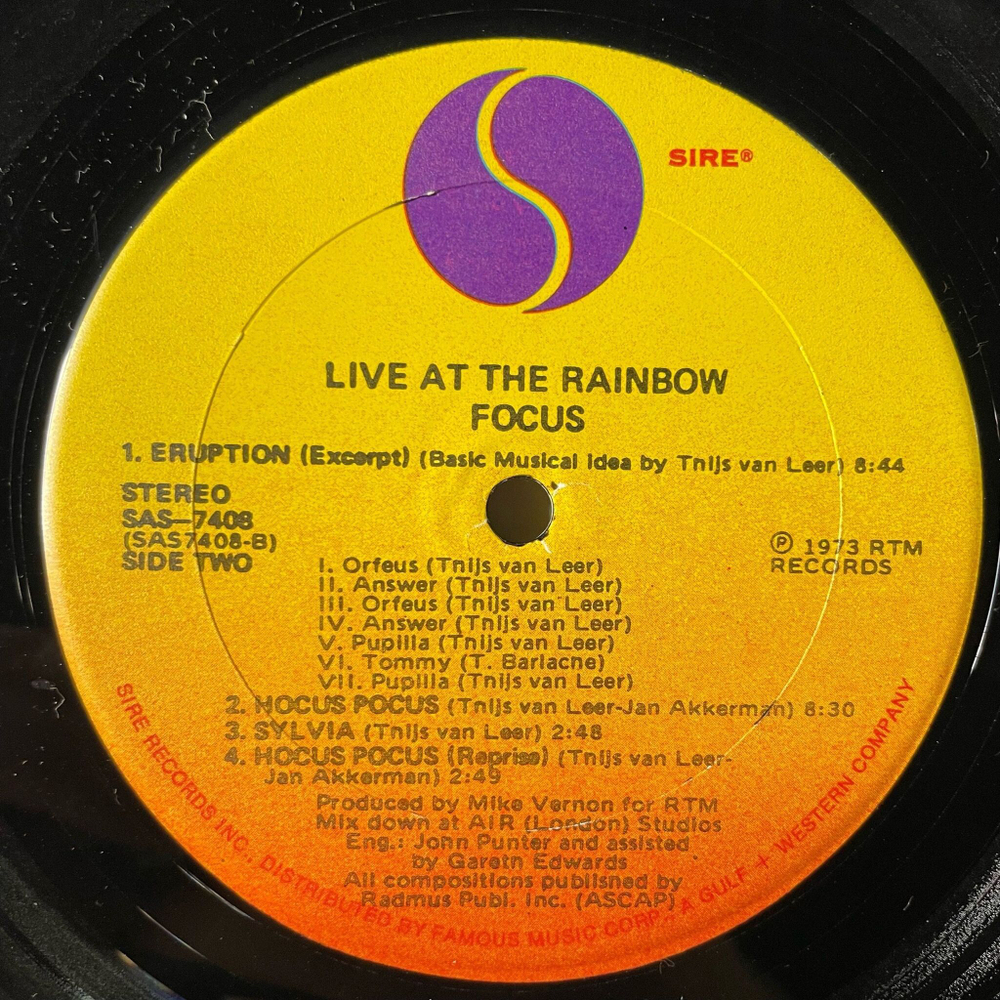 SIRE®
LIVE AT THE RAINBOW
FOCUS
1. ERUPTION (Excerpt) (Basic Musical Idea by Thijs van Leer) 8:44
STEREO
SAS-7408
(SAS7408-B)
SIDE TWO
℗ 1973 RTM
RECORDS
I. Orfeus (Thijs van Leer)
II. Answer (Thijs van Leer)
III. Orfeus (Thijs van Leer)
IV. Answer (Thijs van Leer)
V. Pupilla (Thijs van Leer)
VI. Tommy (T. Barlache)
VII. Pupilla (Thijs van Leer)
2. HOCUS POCUS (Thijs van Leer-Jan Akkerman) 8:30
3. SYLVIA (Thijs van Leer) 2:48
4. HOCUS POCUS (Reprise) (Thijs van Leer-
Jan Akkerman) 2:49
Produced by Mike Vernon for RTM
Mix down at AIR (London) Studios
Eng.: John Punter and assisted
by Gareth Edwards
All compositions published by
Radmus Publ. Inc. (ASCAP)
SIRE RECORDS INC., DISTRIBUTED BY FAMOUS MUSIC CORP. A GULF + WESTERN COMPANY